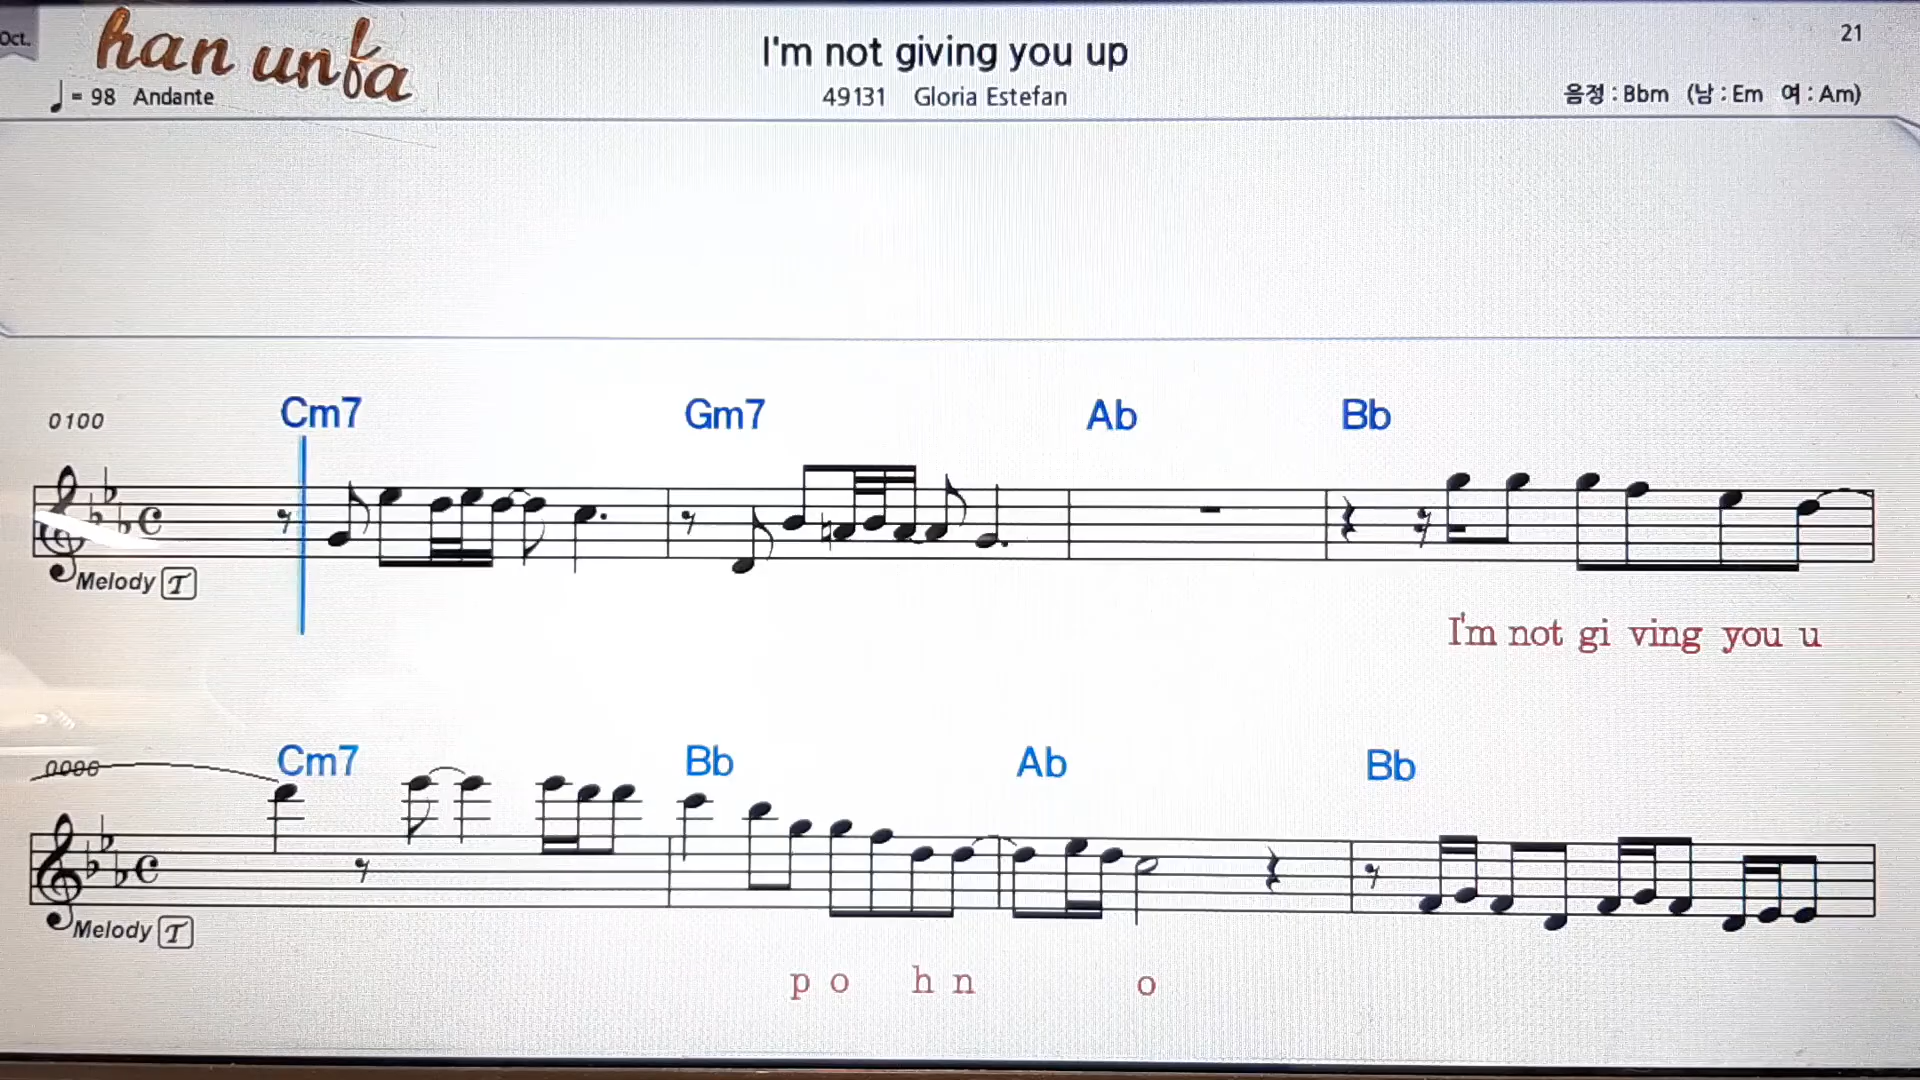 Oct.
han unfa
I'm not giving you up
21
♩ = 98 Andante
49131 Gloria Estefan
음정 : Bbm (남 : Em 여 : Am)
0100
Cm7 Gm7 Ab Bb
Melody T
I'm not gi ving you u
Cm7 Bb Ab Bb
Melody T
p o h n o